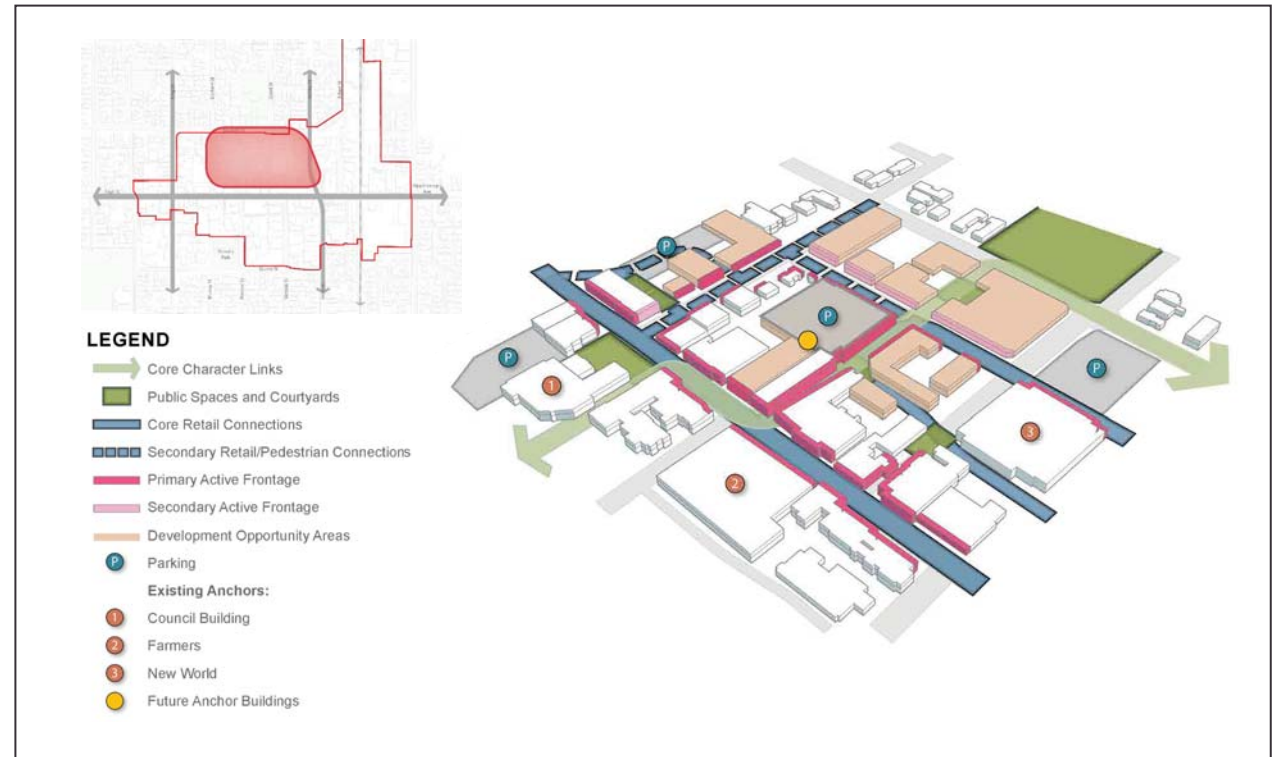 LEGEND
Core Character Links
Public Spaces and Courtyards
Core Retail Connections
Secondary Retail/Pedestrian Connections
Primary Active Frontage
Secondary Active Frontage
Development Opportunity Areas
P Parking
Existing Anchors:
1 Council Building
2 Farmers
3 New World
Future Anchor Buildings
P
P
P
P
1
2
3